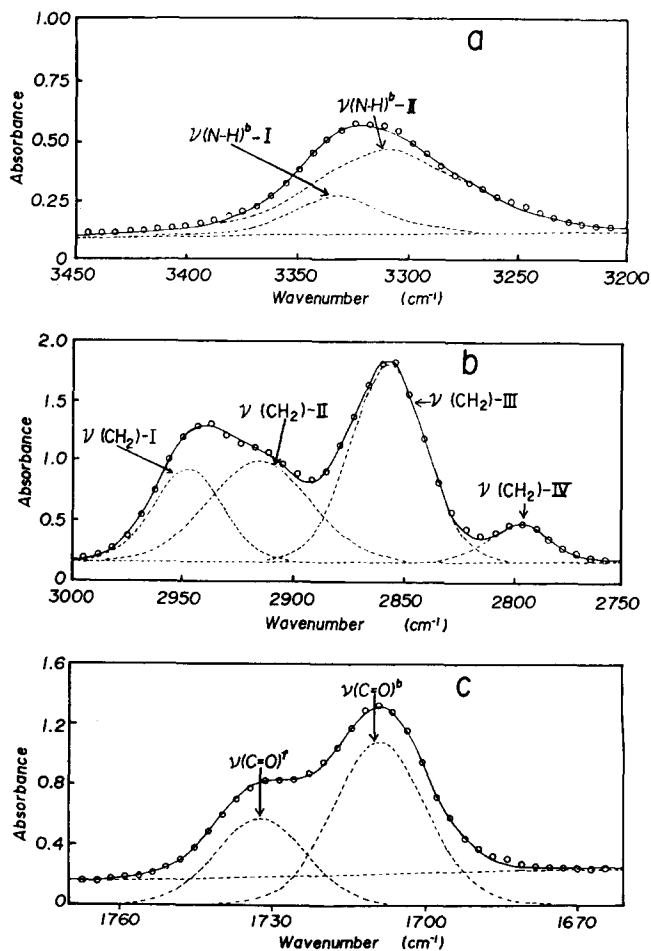 a
1.00
0.75
0.50
0.25
0
Absorbance
ν(N-H)ᵇ-II
ν(N-H)ᵇ-I
3450 3400 3350 3300 3250 3200
Wavenumber (cm⁻¹)
b
2.0
1.5
1.0
0.5
0
Absorbance
ν (CH₂)-I
ν (CH₂)-II
ν (CH₂)-III
ν (CH₂)-IV
3000 2950 2900 2850 2800 2750
Wavenumber (cm⁻¹)
c
1.6
1.2
0.8
0.4
0
Absorbance
ν(C=O)ᵇ
ν(C=O)ᶠ
1760 1730 1700 1670
Wavenumber (cm⁻¹)